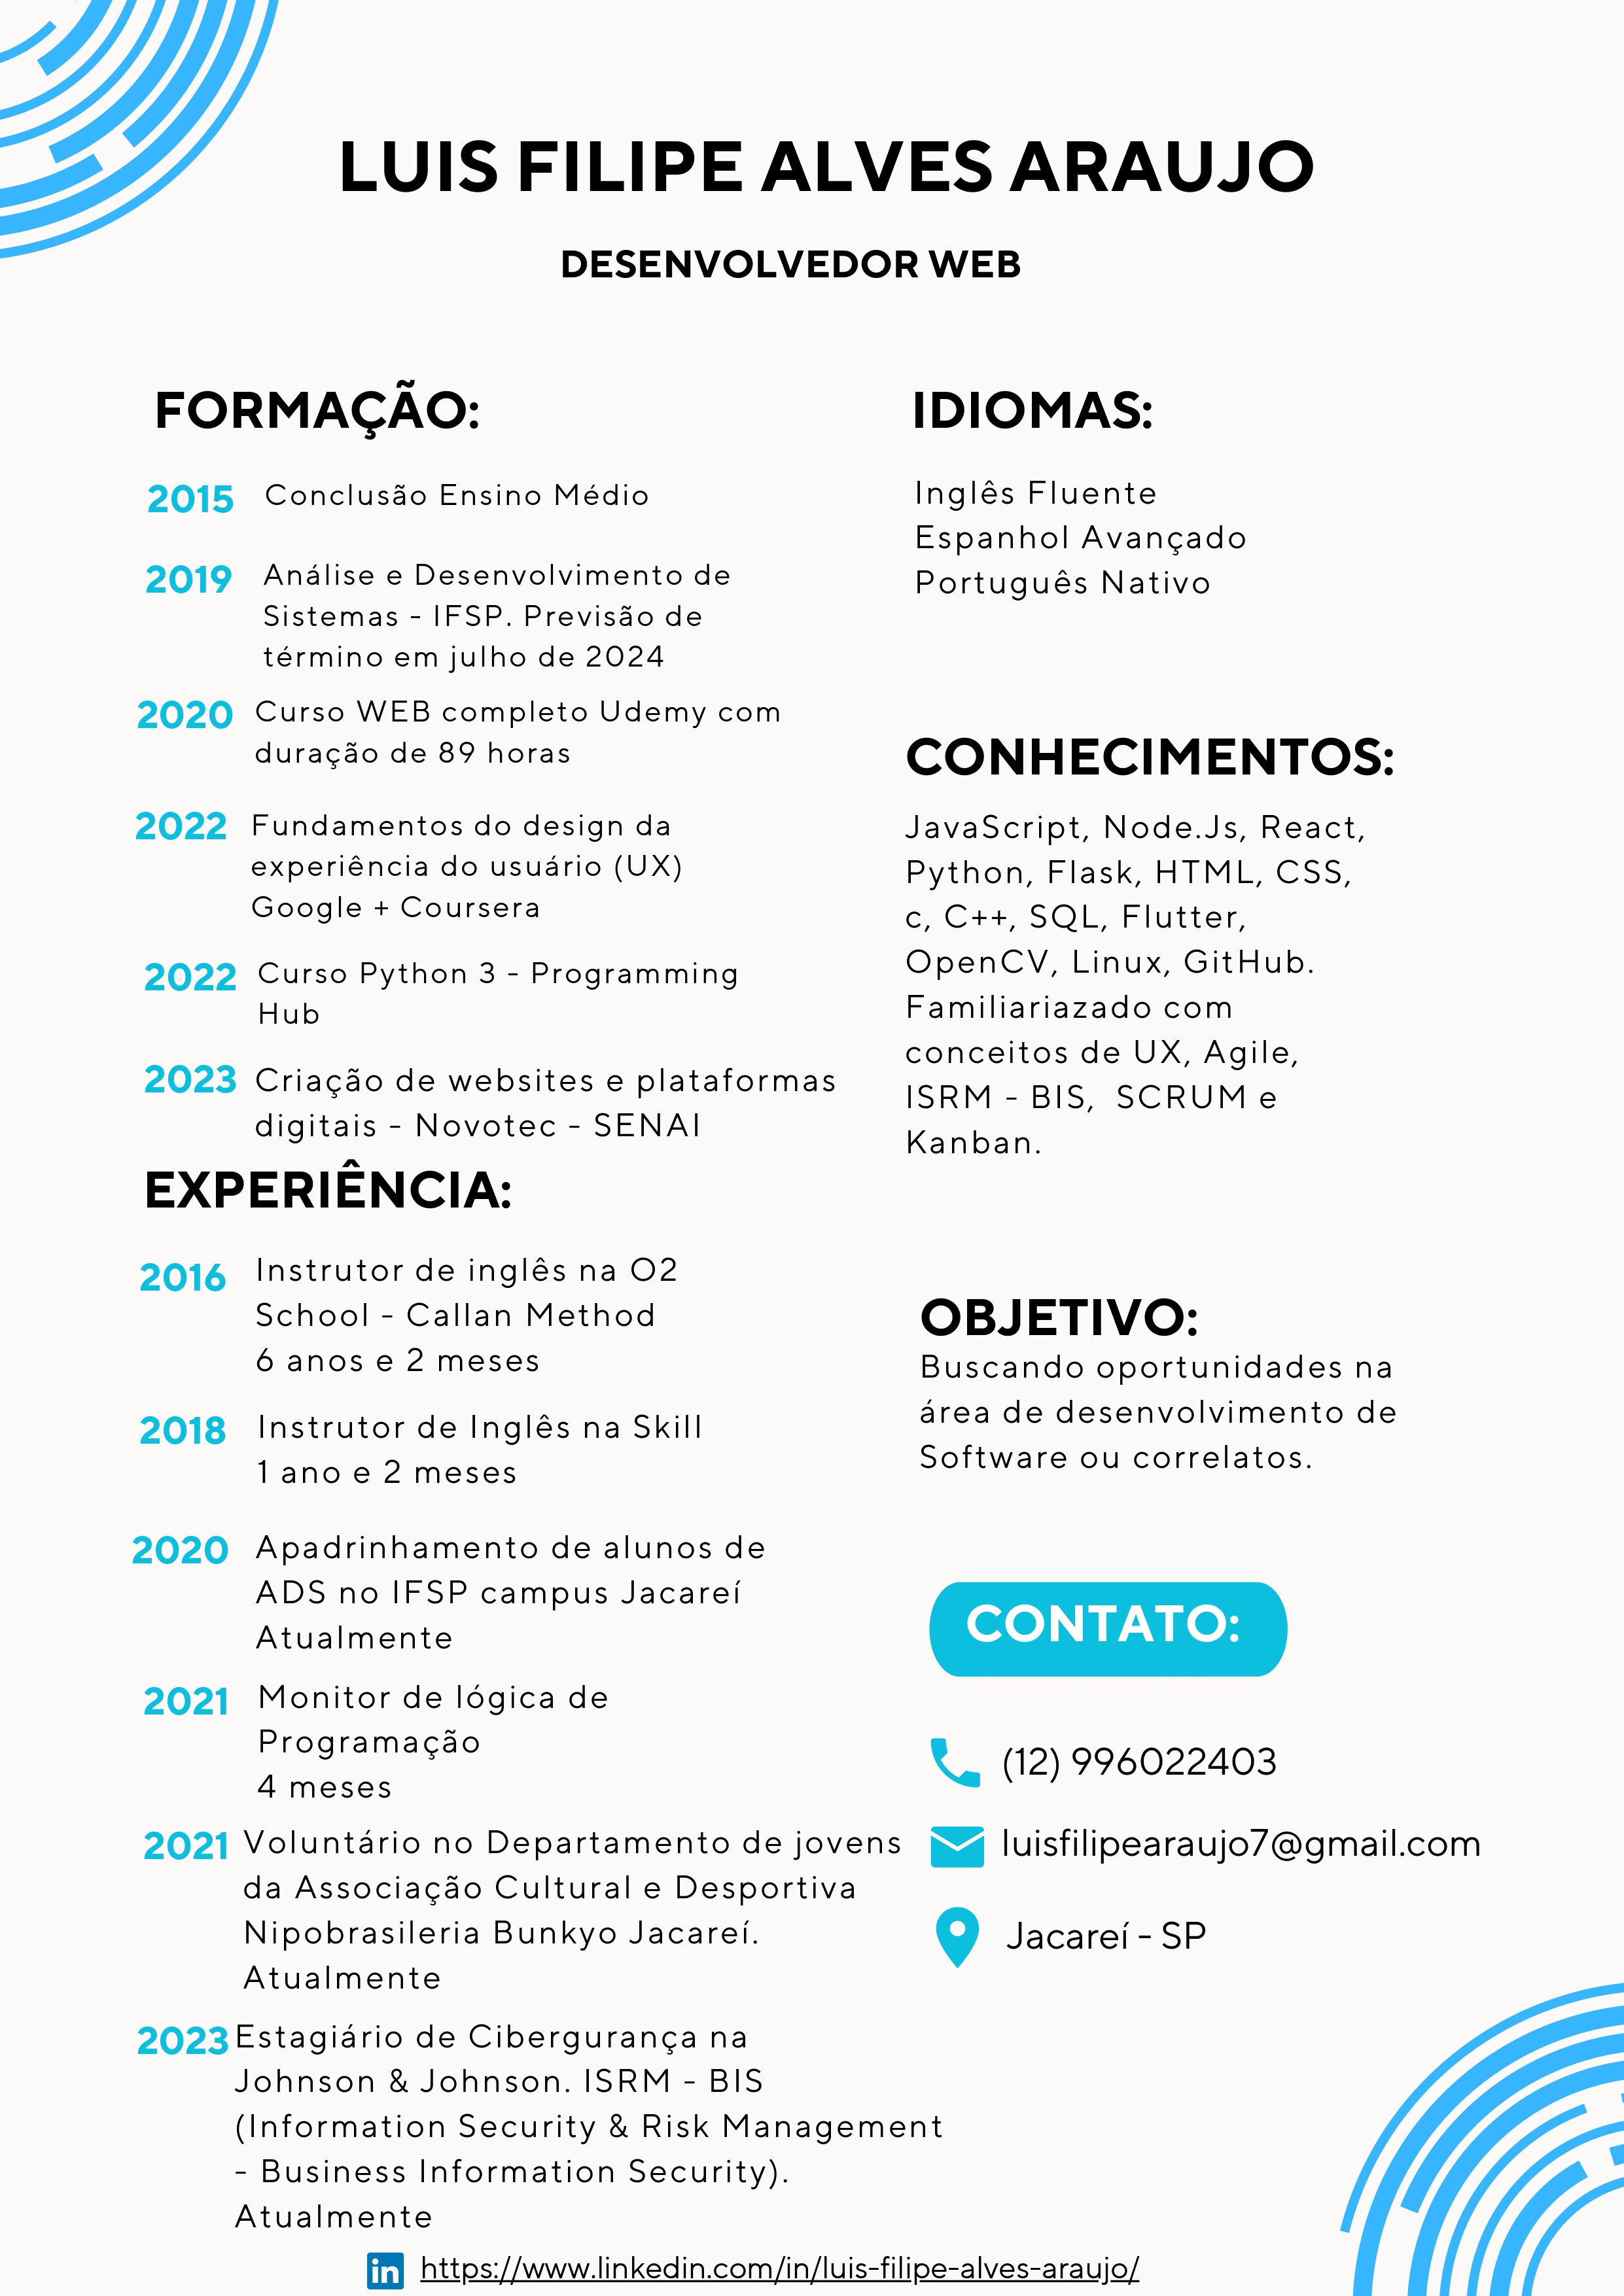 LUIS FILIPE ALVES ARAUJO
DESENVOLVEDOR WEB
FORMAÇÃO:
2015 Conclusão Ensino Médio
2019 Análise e Desenvolvimento de
Sistemas - IFSP. Previsão de
término em julho de 2024
2020 Curso WEB completo Udemy com
duração de 89 horas
2022 Fundamentos do design da
experiência do usuário (UX)
Google + Coursera
2022 Curso Python 3 - Programming
Hub
2023 Criação de websites e plataformas
digitais - Novotec - SENAI
EXPERIÊNCIA:
2016 Instrutor de inglês na O2
School - Callan Method
6 anos e 2 meses
2018 Instrutor de Inglês na Skill
1 ano e 2 meses
2020 Apadrinhamento de alunos de
ADS no IFSP campus Jacareí
Atualmente
2021 Monitor de lógica de
Programação
4 meses
2021 Voluntário no Departamento de jovens
da Associação Cultural e Desportiva
Nipobrasileria Bunkyo Jacareí.
Atualmente
2023 Estagiário de Cibergurança na
Johnson & Johnson. ISRM - BIS
(Information Security & Risk Management
- Business Information Security).
Atualmente
IDIOMAS:
Inglês Fluente
Espanhol Avançado
Português Nativo
CONHECIMENTOS:
JavaScript, Node.Js, React,
Python, Flask, HTML, CSS,
c, C++, SQL, Flutter,
OpenCV, Linux, GitHub.
Familiariazado com
conceitos de UX, Agile,
ISRM - BIS, SCRUM e
Kanban.
OBJETIVO:
Buscando oportunidades na
área de desenvolvimento de
Software ou correlatos.
CONTATO:
(12) 996022403
luisfilipearaujo7@gmail.com
Jacareí - SP
in https://www.linkedin.com/in/luis-filipe-alves-araujo/